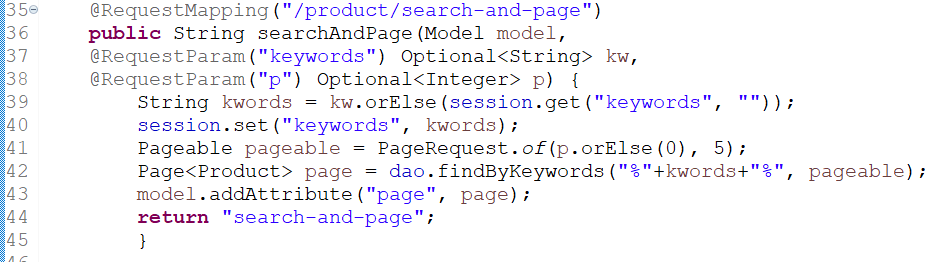 35 @RequestMapping("/product/search-and-page")
36 public String searchAndPage(Model model,
37 @RequestParam("keywords") Optional<String> kw,
38 @RequestParam("p") Optional<Integer> p) {
39 String kwords = kw.orElse(session.get("keywords", ""));
40 session.set("keywords", kwords);
41 Pageable pageable = PageRequest.of(p.orElse(0), 5);
42 Page<Product> page = dao.findByKeywords("%"+kwords+"%", pageable);
43 model.addAttribute("page", page);
44 return "search-and-page";
45 }